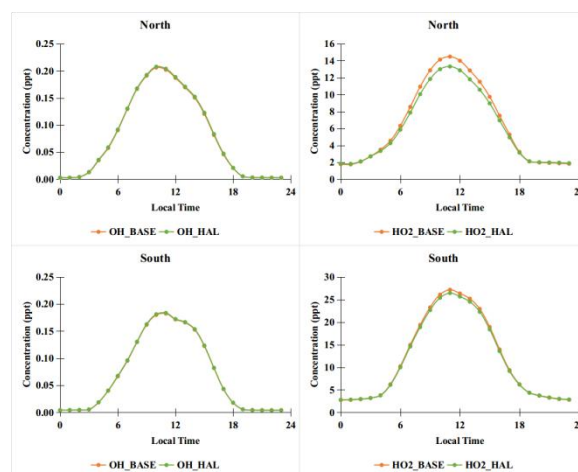 North
Concentration (ppt)
0.25
0.20
0.15
0.10
0.05
0.00
0 6 12 18 24
Local Time
OH_BASE OH_HAL
North
Concentration (ppt)
16
14
12
10
8
6
4
2
0
0 6 12 18 2
Local Time
HO2_BASE HO2_HAL
South
Concentration (ppt)
0.25
0.20
0.15
0.10
0.05
0.00
0 6 12 18 24
Local Time
OH_BASE OH_HAL
South
Concentration (ppt)
30
25
20
15
10
5
0
0 6 12 18 2
Local Time
HO2_BASE HO2_HAL